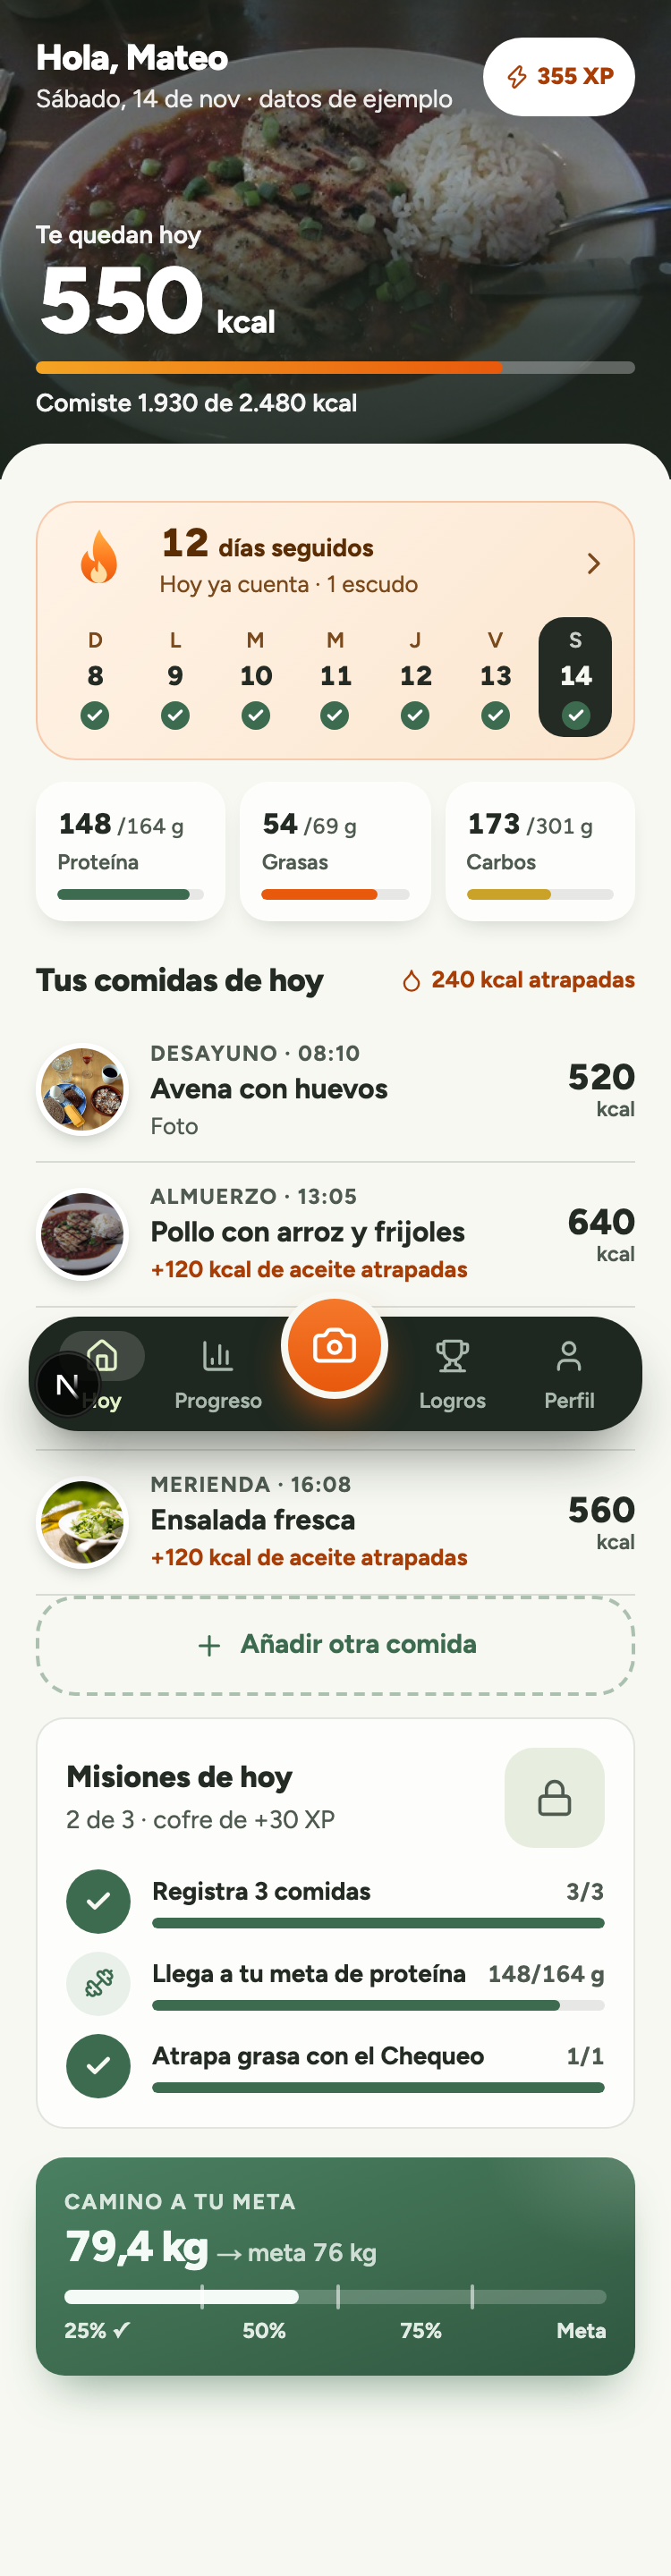 Hola, Mateo
Sábado, 14 de nov · datos de ejemplo
355 XP
Te quedan hoy
550 kcal
Comiste 1.930 de 2.480 kcal
12 días seguidos
Hoy ya cuenta · 1 escudo
D L M M J V S
8 9 10 11 12 13 14
148 /164 g
Proteína
54 /69 g
Grasas
173 /301 g
Carbos
Tus comidas de hoy
240 kcal atrapadas
DESAYUNO · 08:10
Avena con huevos
Foto
520
kcal
ALMUERZO · 13:05
Pollo con arroz y frijoles
+120 kcal de aceite atrapadas
640
kcal
N
Hoy
Progreso
Logros
Perfil
MERIENDA · 16:08
Ensalada fresca
+120 kcal de aceite atrapadas
560
kcal
+ Añadir otra comida
Misiones de hoy
2 de 3 · cofre de +30 XP
Registra 3 comidas 3/3
Llega a tu meta de proteína 148/164 g
Atrapa grasa con el Chequeo 1/1
CAMINO A TU META
79,4 kg → meta 76 kg
25% ✓ 50% 75% Meta